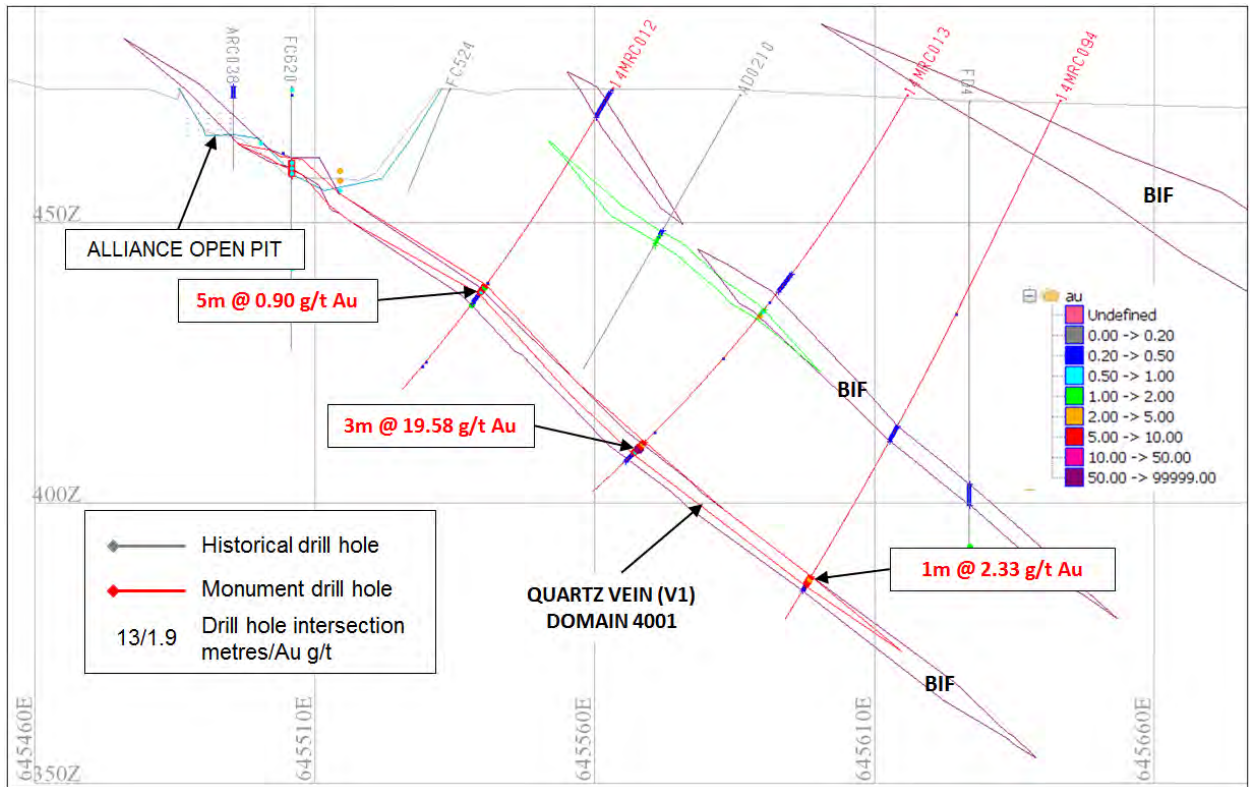 ARC038
FC620
FC524
14MRC012
AD0210
14MRC013
FD4
14MRC094
BIF
450Z
ALLIANCE OPEN PIT
5m @ 0.90 g/t Au
au
Undefined
0.00 -> 0.20
0.20 -> 0.50
0.50 -> 1.00
1.00 -> 2.00
2.00 -> 5.00
5.00 -> 10.00
10.00 -> 50.00
50.00 -> 99999.00
BIF
3m @ 19.58 g/t Au
400Z
Historical drill hole
Monument drill hole
13/1.9
Drill hole intersection
metres/Au g/t
1m @ 2.33 g/t Au
QUARTZ VEIN (V1)
DOMAIN 4001
BIF
645460E
645510E
645560E
645610E
645660E
350Z